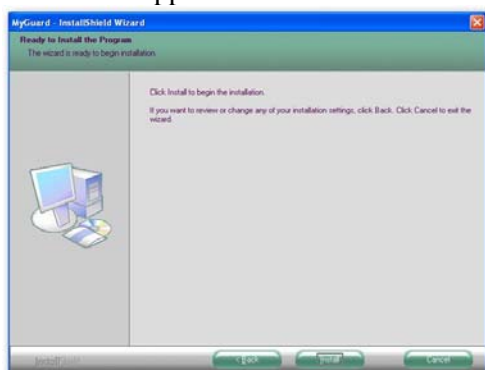 MyGuard - InstallShield Wizard
Ready to Install the Program
The wizard is ready to begin installation.
Click Install to begin the installation.
If you want to review or change any of your installation settings, click Back. Click Cancel to exit the
wizard.
InstallShield
< Back
Install
Cancel